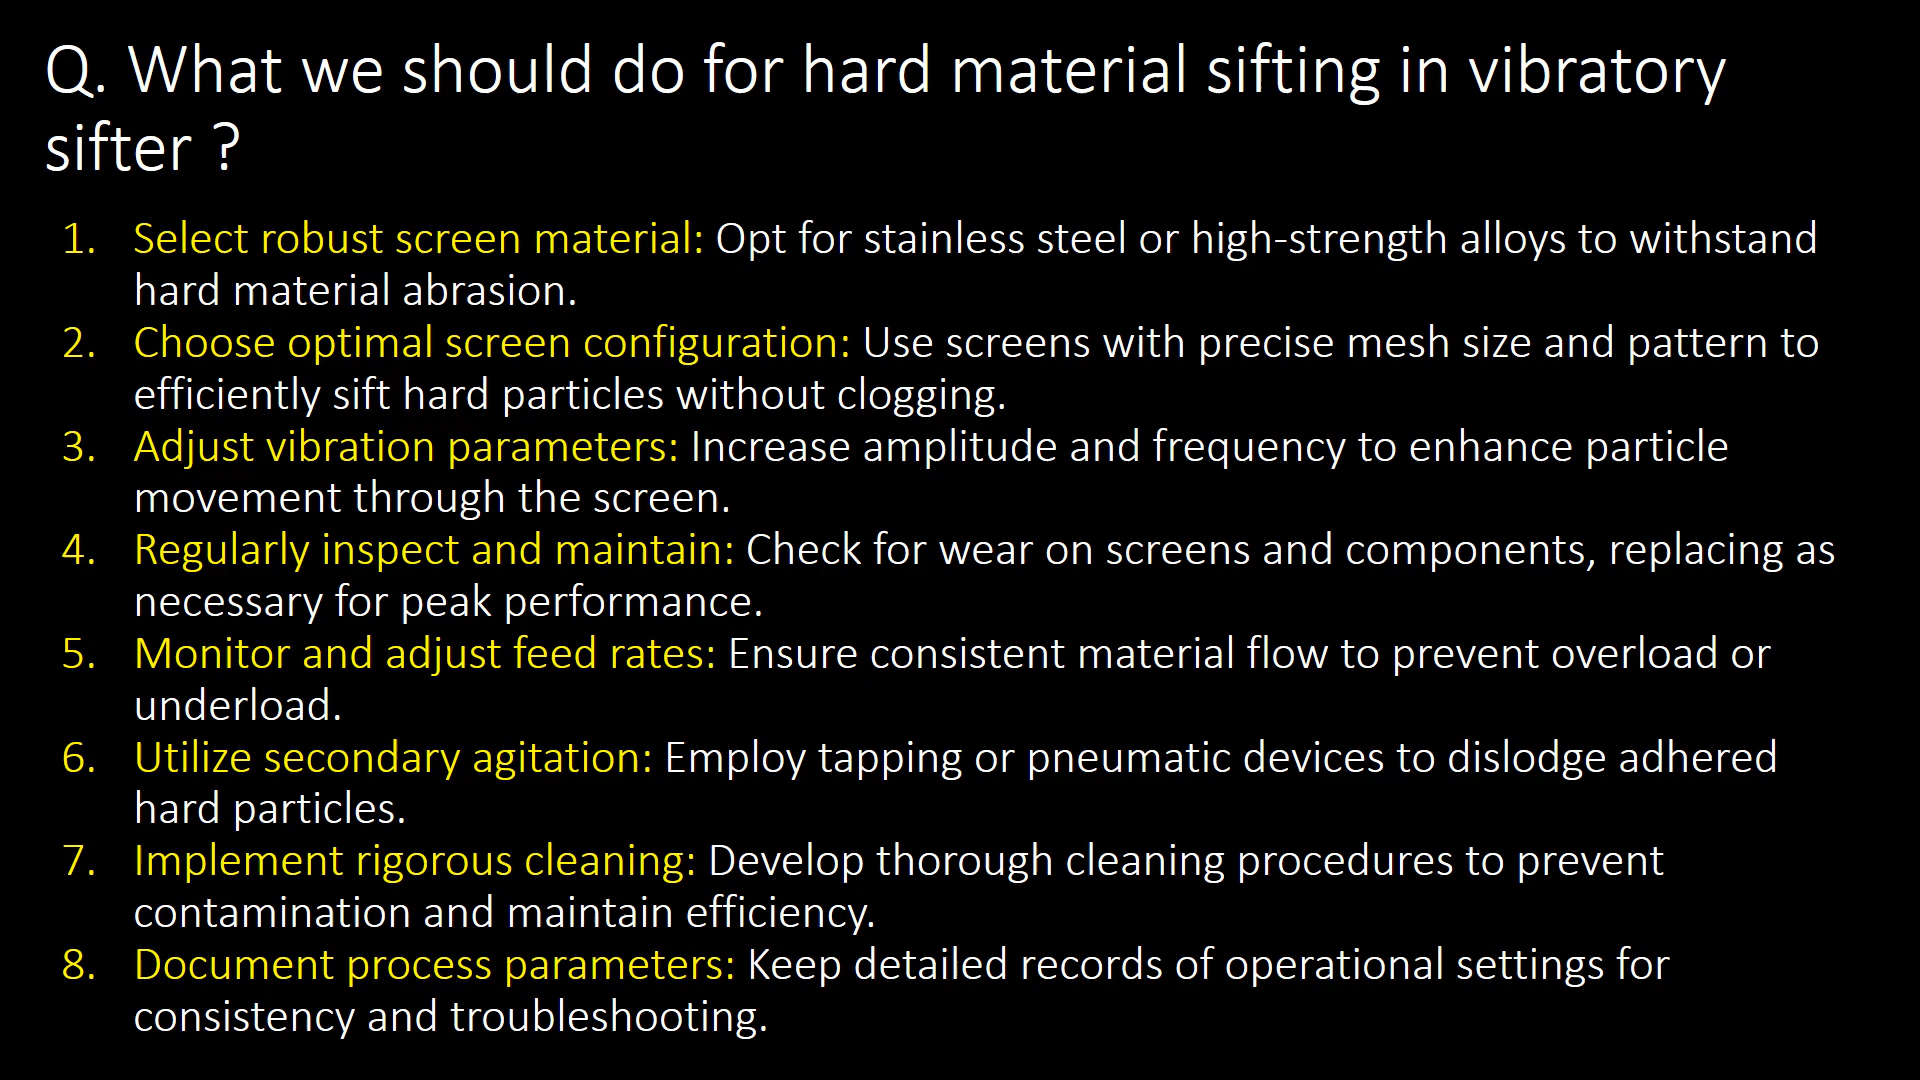 Q. What we should do for hard material sifting in vibratory
sifter ?
1. Select robust screen material: Opt for stainless steel or high-strength alloys to withstand
hard material abrasion.
2. Choose optimal screen configuration: Use screens with precise mesh size and pattern to
efficiently sift hard particles without clogging.
3. Adjust vibration parameters: Increase amplitude and frequency to enhance particle
movement through the screen.
4. Regularly inspect and maintain: Check for wear on screens and components, replacing as
necessary for peak performance.
5. Monitor and adjust feed rates: Ensure consistent material flow to prevent overload or
underload.
6. Utilize secondary agitation: Employ tapping or pneumatic devices to dislodge adhered
hard particles.
7. Implement rigorous cleaning: Develop thorough cleaning procedures to prevent
contamination and maintain efficiency.
8. Document process parameters: Keep detailed records of operational settings for
consistency and troubleshooting.